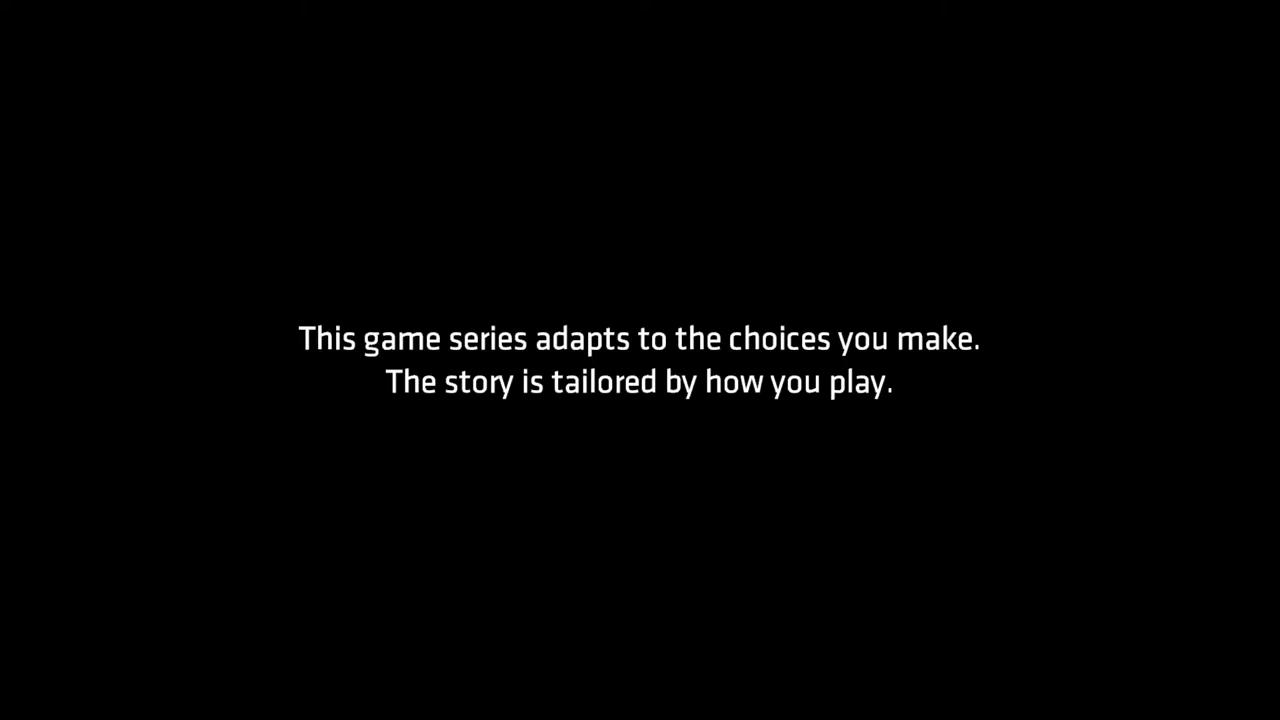 This game series adapts to the choices you make.
The story is tailored by how you play.